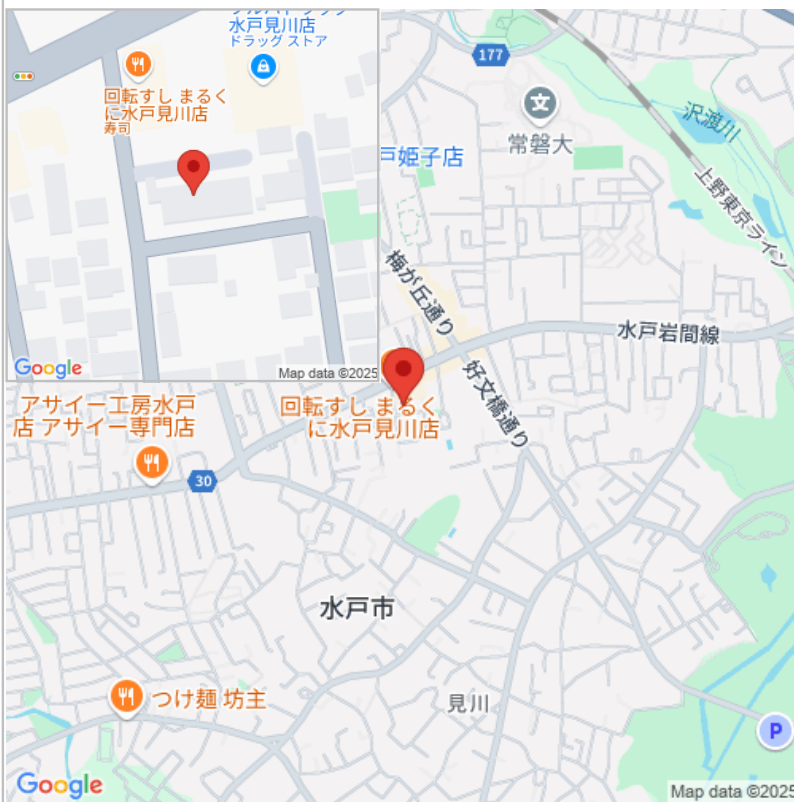 水戸見川店
ドラッグ ストア
回転すし まるく
に水戸見川店
寿司
Google
Map data ©2025
177
常磐大
沢渡川
戸姫子店
上野東京ライン
梅が丘通り
水戸岩間線
好文橋通り
アサイー工房水戸
店 アサイー専門店
回転すし まるく
に水戸見川店
30
水戸市
つけ麺 坊主
見川
P
Google
Map data ©2025